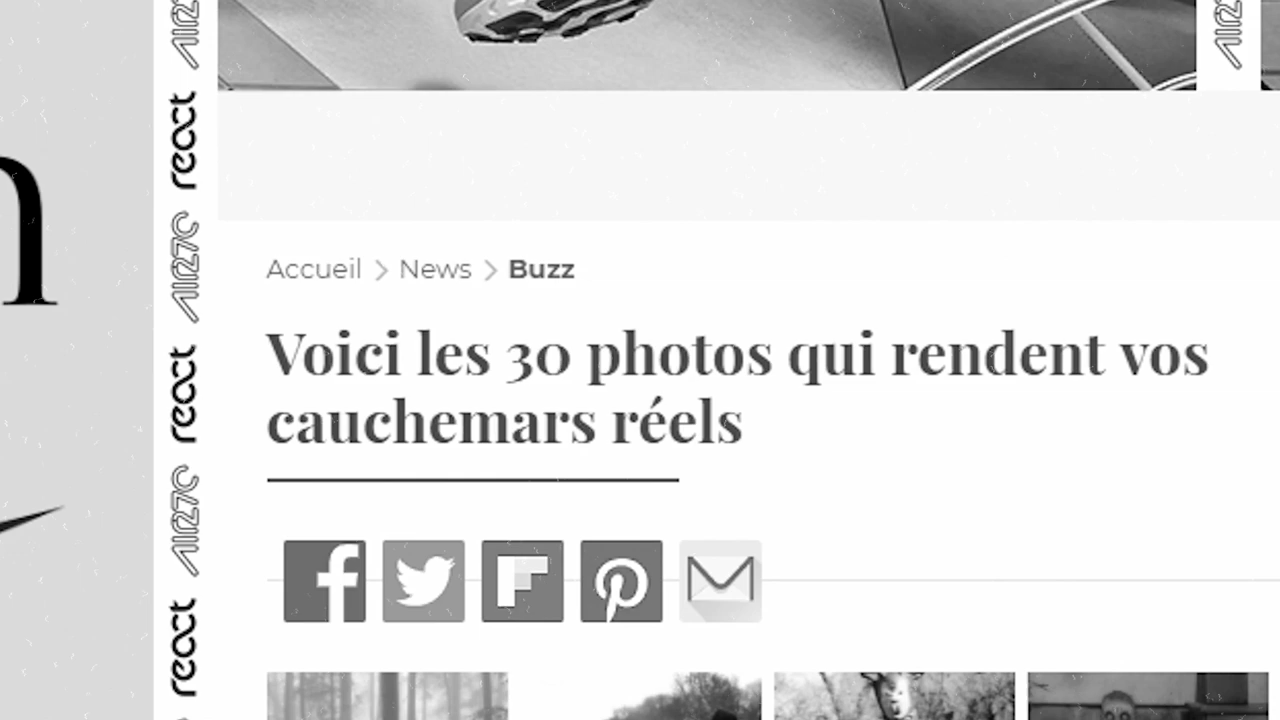 react
react
react
Accueil > News > Buzz
Voici les 30 photos qui rendent vos
cauchemars réels